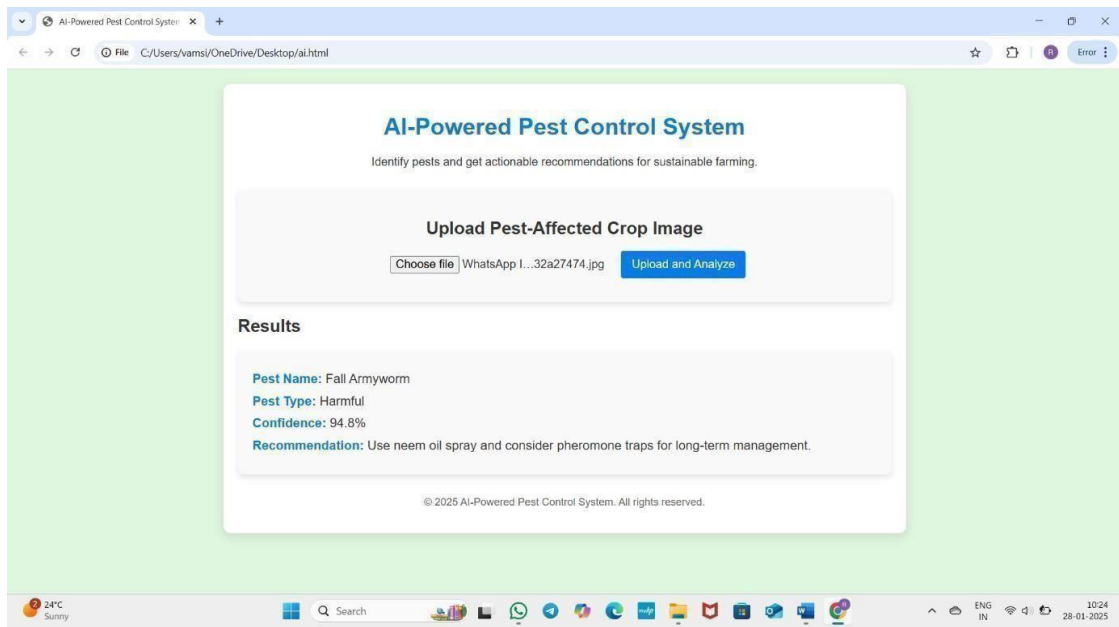 AI-Powered Pest Control System
File
C:/Users/vamsi/OneDrive/Desktop/ai.html
R
Error
AI-Powered Pest Control System
Identify pests and get actionable recommendations for sustainable farming.
Upload Pest-Affected Crop Image
Choose file WhatsApp I...32a27474.jpg Upload and Analyze
Results
Pest Name: Fall Armyworm
Pest Type: Harmful
Confidence: 94.8%
Recommendation: Use neem oil spray and consider pheromone traps for long-term management.
© 2025 AI-Powered Pest Control System. All rights reserved.
2
24°C
Sunny
Search
ENG
IN
10:24
28-01-2025